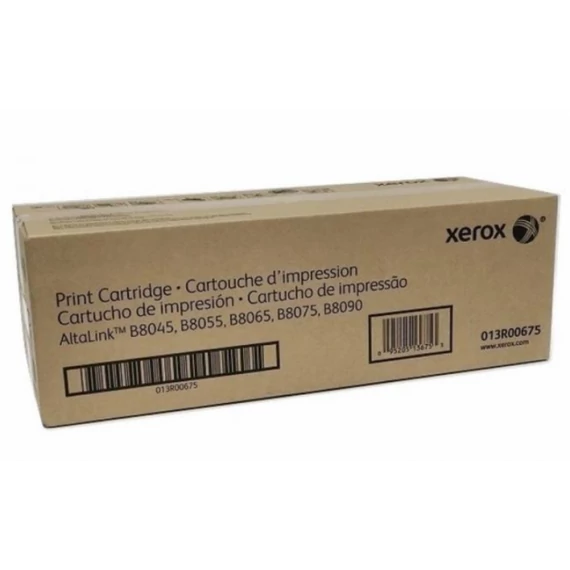 xerox
xerox
Print Cartridge • Cartouche d'impression
Cartucho de impresión • Cartucho de impressão
AltaLink™ B8045, B8055, B8065, B8075, B8090
013R00675
013R00675
www.xerox.com